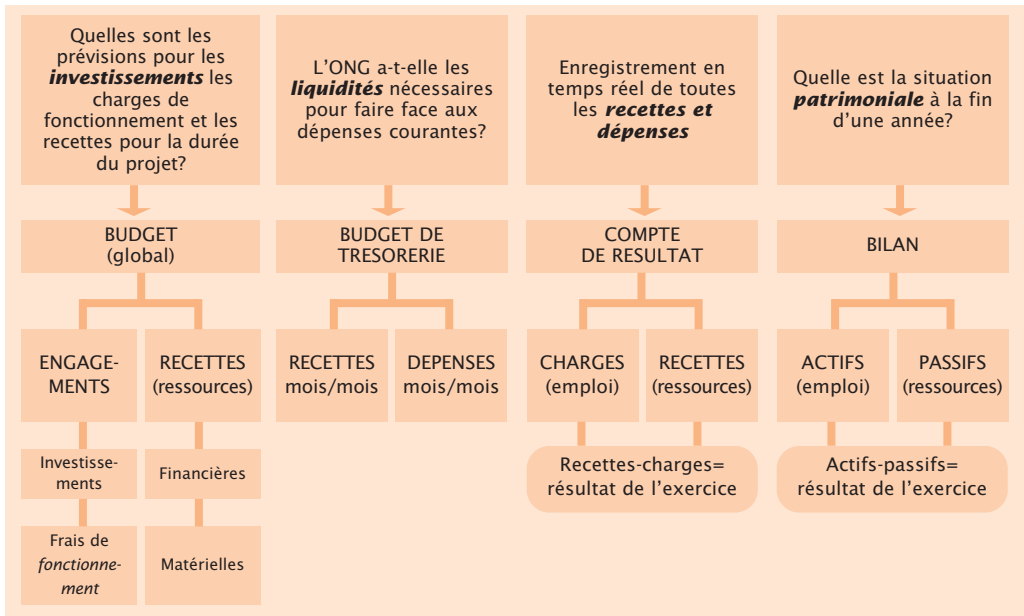 Quelles sont les
prévisions pour les
investissements les
charges de
fonctionnement et les
recettes pour la durée
du projet?
L'ONG a-t-elle les
liquidités nécessaires
pour faire face aux
dépenses courantes?
Enregistrement en
temps réel de toutes
les recettes et
dépenses
Quelle est la situation
patrimoniale à la fin
d'une année?
BUDGET
(global)
BUDGET DE
TRESORERIE
COMPTE
DE RESULTAT
BILAN
ENGAGE-
MENTS
RECETTES
(ressources)
RECETTES
mois/mois
DEPENSES
mois/mois
CHARGES
(emploi)
RECETTES
(ressources)
ACTIFS
(emploi)
PASSIFS
(ressources)
Investisse-
ments
Financières
Recettes-charges=
résultat de l'exercice
Actifs-passifs=
résultat de l'exercice
Frais de
fonctionne-
ment
Matérielles